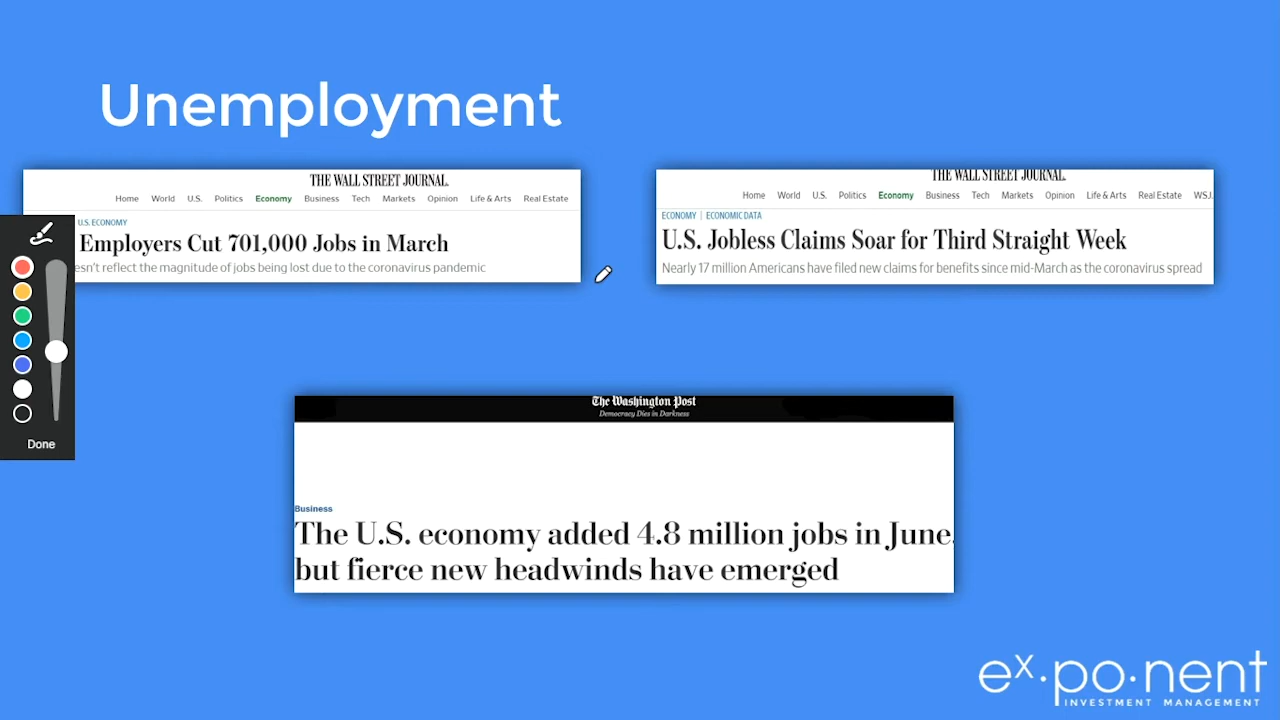 Unemployment
THE WALL STREET JOURNAL.
Home World U.S. Politics Economy Business Tech Markets Opinion Life & Arts Real Estate
U.S. ECONOMY
Employers Cut 701,000 Jobs in March
esn't reflect the magnitude of jobs being lost due to the coronavirus pandemic
THE WALL STREET JOURNAL.
Home World U.S. Politics Economy Business Tech Markets Opinion Life & Arts Real Estate WSJ.
ECONOMY | ECONOMIC DATA
U.S. Jobless Claims Soar for Third Straight Week
Nearly 17 million Americans have filed new claims for benefits since mid-March as the coronavirus spread
Done
The Washington Post
Democracy Dies in Darkness
Business
The U.S. economy added 4.8 million jobs in June,
but fierce new headwinds have emerged
ex·po·nent
INVESTMENT MANAGEMENT